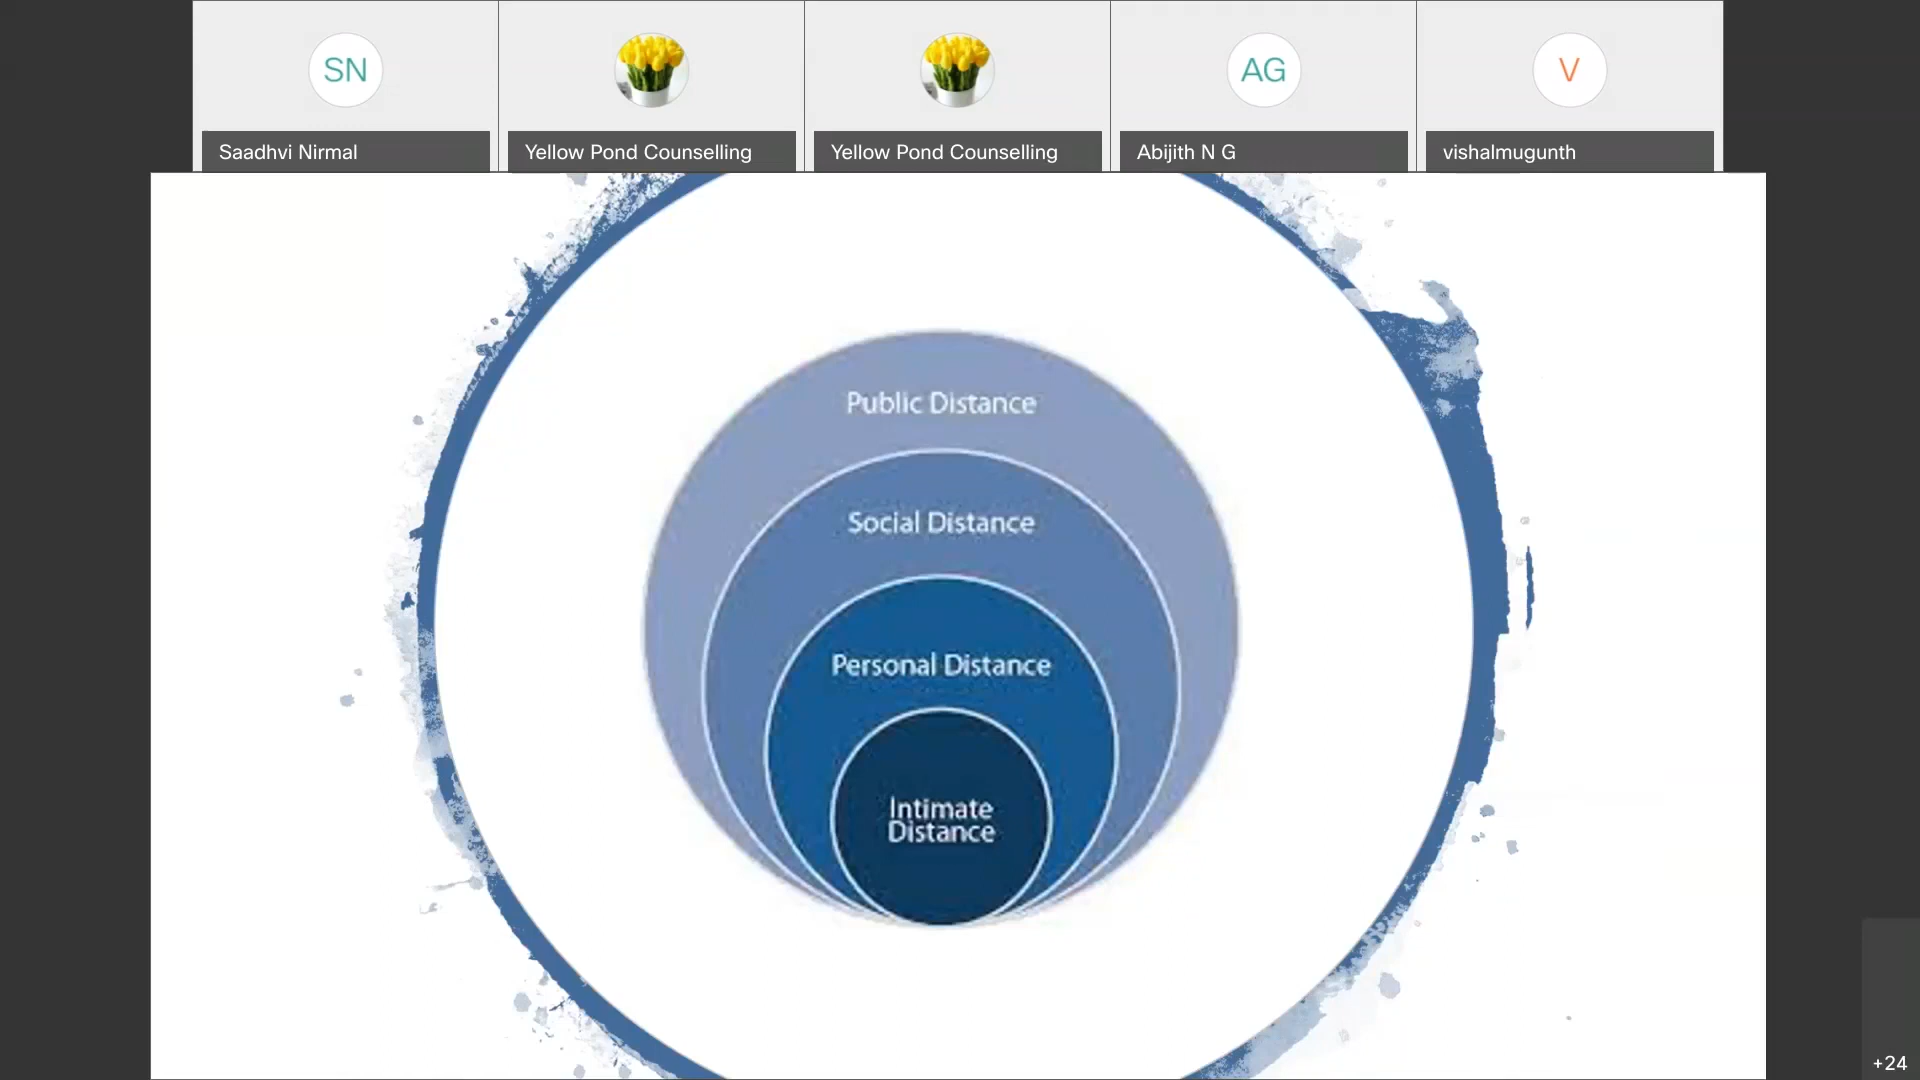 SN
AG
V
Saadhvi Nirmal
Yellow Pond Counselling
Yellow Pond Counselling
Abijith N G
vishalmugunth
Public Distance
Social Distance
Personal Distance
Intimate
Distance
+24